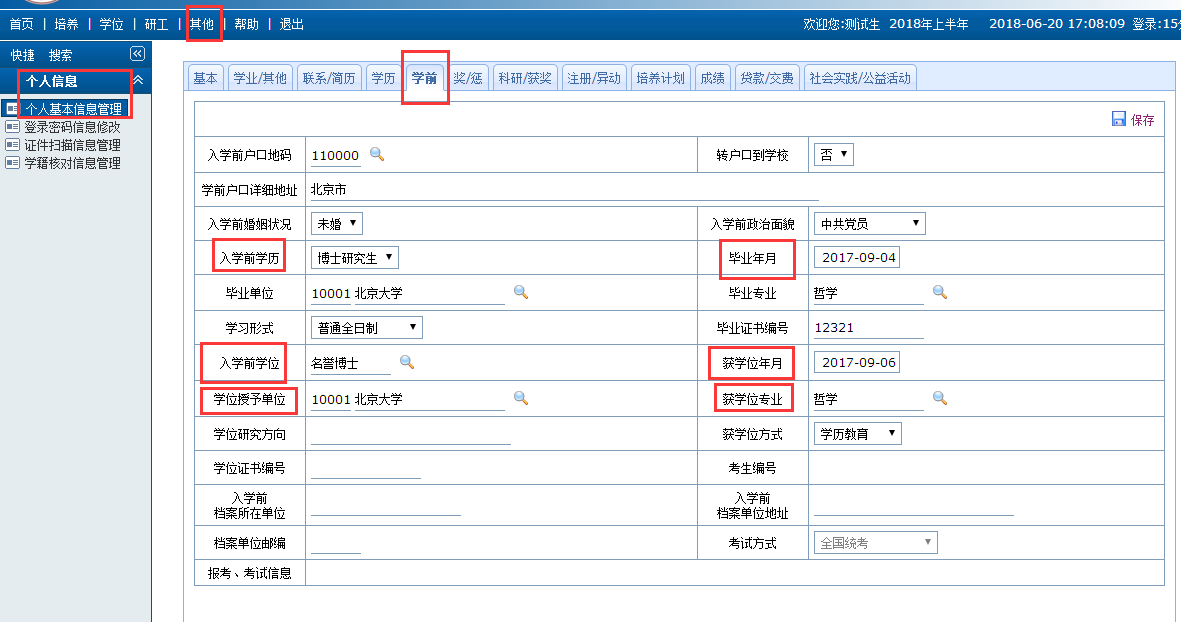 首页 | 培养 | 学位 | 研工 | 其他 | 帮助 | 退出 欢迎您:测试生 2018年上半年 2018-06-20 17:08:09 登录:15
快捷 搜索
个人信息
个人基本信息管理
登录密码信息修改
证件扫描信息管理
学籍核对信息管理
基本 学业/其他 联系/简历 学历 学前 奖/惩 科研/获奖 注册/异动 培养计划 成绩 贷款/交费 社会实践/公益活动
保存
入学前户口地码 110000 转户口到学校 否
学前户口详细地址 北京市
入学前婚姻状况 未婚 入学前政治面貌 中共党员
入学前学历 博士研究生 毕业年月 2017-09-04
毕业单位 10001 北京大学 毕业专业 哲学
学习形式 普通全日制 毕业证书编号 12321
入学前学位 名誉博士 获学位年月 2017-09-06
学位授予单位 10001 北京大学 获学位专业 哲学
学位研究方向 获学位方式 学历教育
学位证书编号 考生编号
入学前 入学前
档案所在单位 档案单位地址
档案单位邮编 考试方式 全国统考
报考、考试信息